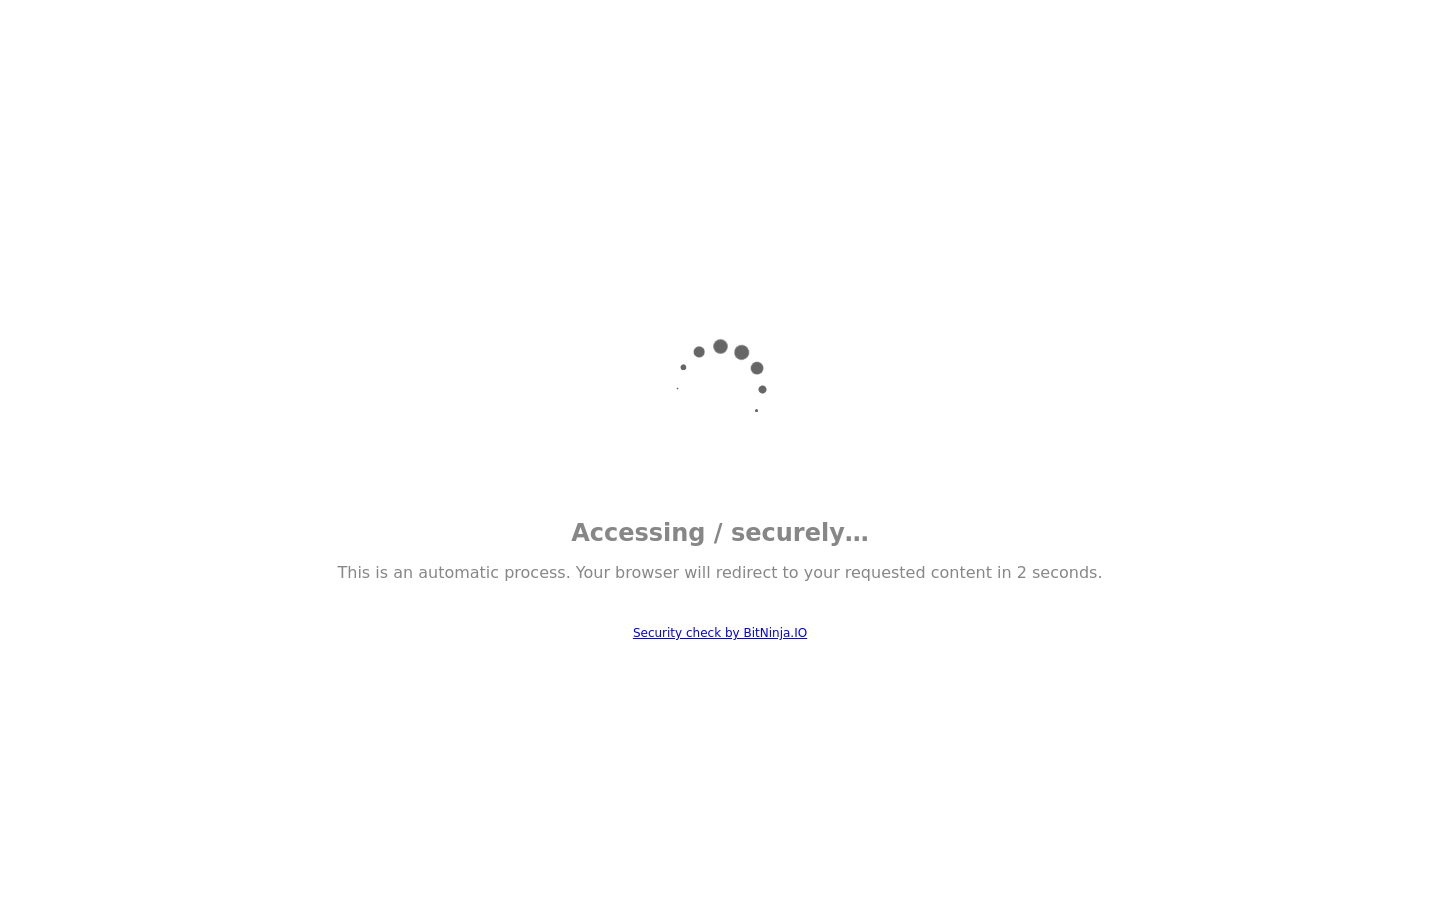 Accessing / securely…
This is an automatic process. Your browser will redirect to your requested content in 2 seconds.
Security check by BitNinja.IO